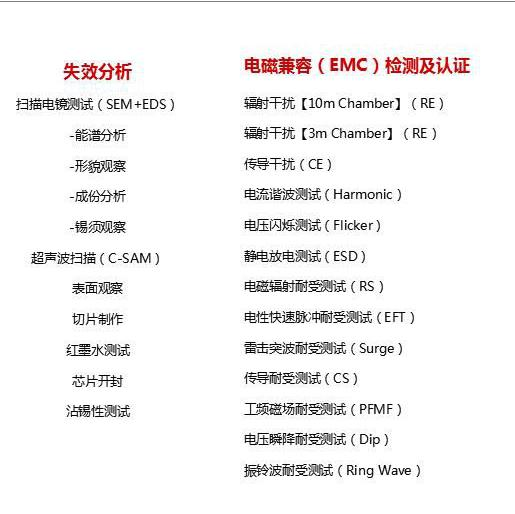 失效分析
扫描电镜测试（SEM+EDS）
-能谱分析
-形貌观察
-成份分析
-锡须观察
超声波扫描（C-SAM）
表面观察
切片制作
红墨水测试
芯片开封
沾锡性测试
电磁兼容（EMC）检测及认证
辐射干扰【10m Chamber】（RE）
辐射干扰【3m Chamber】（RE）
传导干扰（CE）
电流谐波测试（Harmonic）
电压闪烁测试（Flicker）
静电放电测试（ESD）
电磁辐射耐受测试（RS）
电性快速脉冲耐受测试（EFT）
雷击突波耐受测试（Surge）
传导耐受测试（CS）
工频磁场耐受测试（PFMF）
电压瞬降耐受测试（Dip）
振铃波耐受测试（Ring Wave）